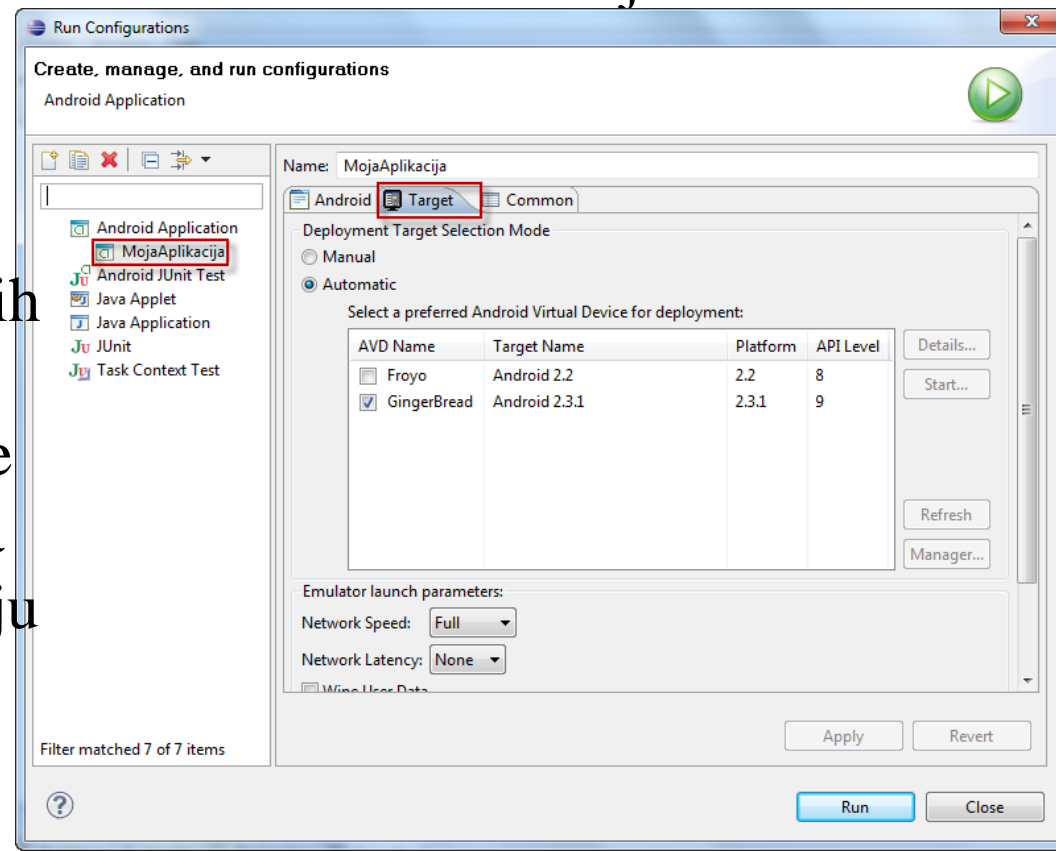 j
Run Configurations
Create, manage, and run configurations
Android Application
Name: MojaAplikacija
Android Target Common
Android Application
MojaAplikacija
Android JUnit Test
Java Applet
Java Application
Ju JUnit
Task Context Test
Filter matched 7 of 7 items
ih
e
ju
Deployment Target Selection Mode
Manual
Automatic
Select a preferred Android Virtual Device for deployment:
AVD Name Target Name Platform API Level
Froyo Android 2.2 2.2 8
GingerBread Android 2.3.1 2.3.1 9
Details...
Start...
Refresh
Manager...
Emulator launch parameters:
Network Speed: Full
Network Latency: None
Wipe User Data
Apply Revert
Run Close